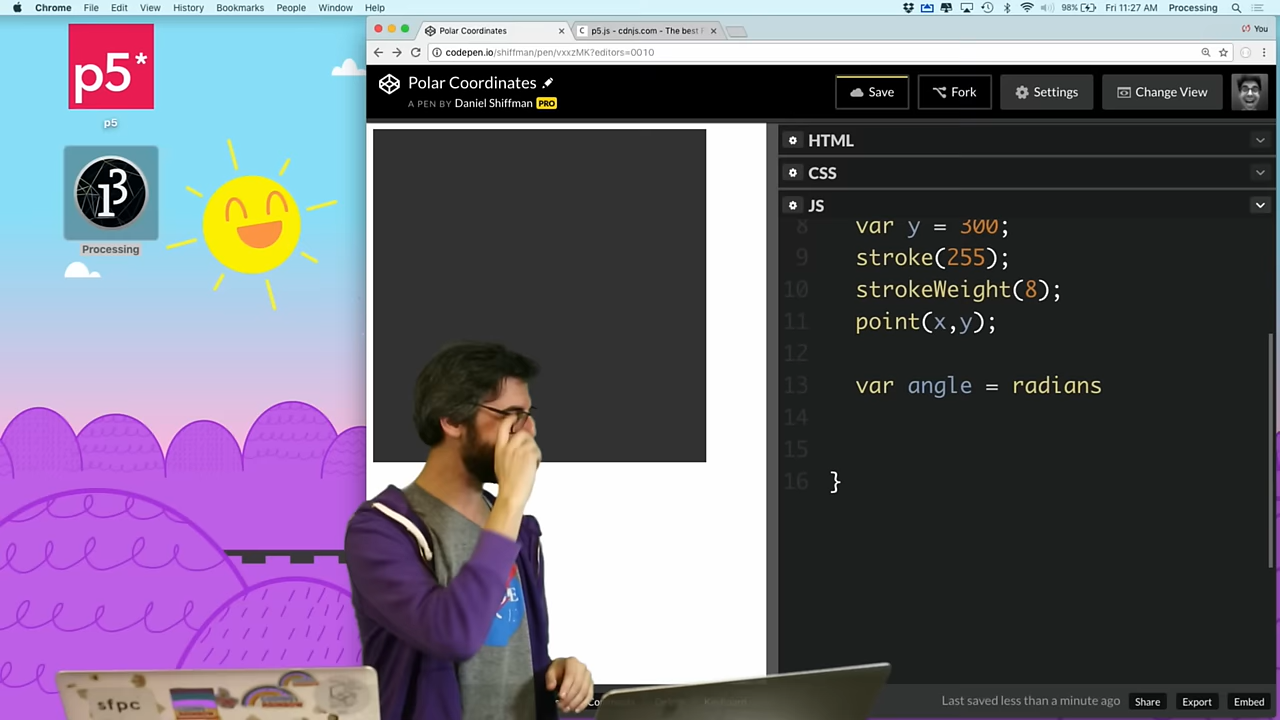 Chrome File Edit View History Bookmarks People Window Help
98% Fri 11:27 AM Processing
p5*
p5
Processing
Polar Coordinates
p5.js - cdnjs.com - The best F
You
codepen.io/shiffman/pen/vxxzMK?editors=0010
Polar Coordinates
A PEN BY Daniel Shiffman PRO
Save
Fork
Settings
Change View
HTML
CSS
JS
8 var y = 300;
9 stroke(255);
10 strokeWeight(8);
11 point(x,y);
12
13 var angle = radians
14
15
16 }
sfpc
Last saved less than a minute ago
Share
Export
Embed